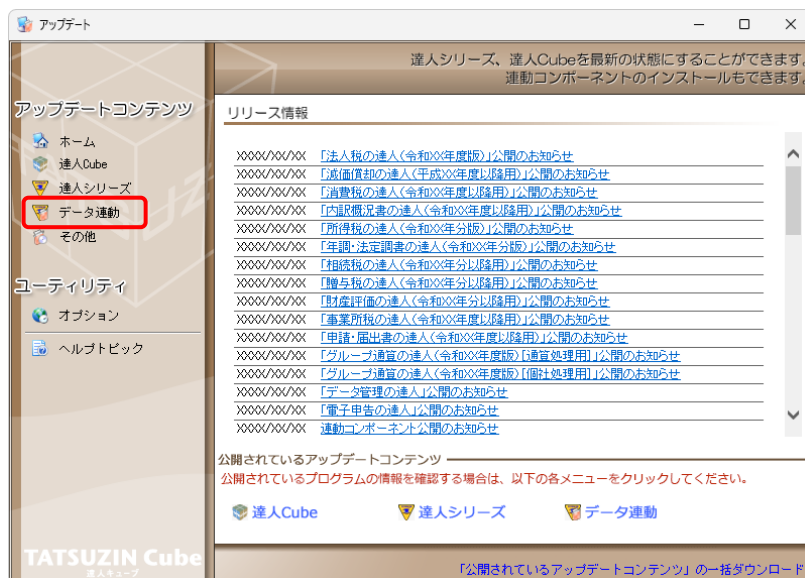 アップデート
達人シリーズ、達人Cubeを最新の状態にすることができます。
連動コンポーネントのインストールもできます。
アップデートコンテンツ
ホーム
達人Cube
達人シリーズ
データ連動
その他
ユーティリティ
オプション
ヘルプトピック
リリース情報
XXXX/XX/XX 「法人税の達人(令和XX年度版)」公開のお知らせ
XXXX/XX/XX 「減価償却の達人(平成XX年度以降用)」公開のお知らせ
XXXX/XX/XX 「消費税の達人(令和XX年度以降用)」公開のお知らせ
XXXX/XX/XX 「内訳概況書の達人(令和XX年度以降用)」公開のお知らせ
XXXX/XX/XX 「所得税の達人(令和XX年分版)」公開のお知らせ
XXXX/XX/XX 「年調・法定調書の達人(令和XX年分版)」公開のお知らせ
XXXX/XX/XX 「相続税の達人(令和XX年分以降用)」公開のお知らせ
XXXX/XX/XX 「贈与税の達人(令和XX年分以降用)」公開のお知らせ
XXXX/XX/XX 「財産評価の達人(令和XX年分以降用)」公開のお知らせ
XXXX/XX/XX 「事業所税の達人(令和XX年度以降用)」公開のお知らせ
XXXX/XX/XX 「申請・届出書の達人(令和XX年度以降用)」公開のお知らせ
XXXX/XX/XX 「グループ通算の達人(令和XX年度版)[通算処理用]」公開のお知らせ
XXXX/XX/XX 「グループ通算の達人(令和XX年度版)[個社処理用]」公開のお知らせ
XXXX/XX/XX 「データ管理の達人」公開のお知らせ
XXXX/XX/XX 「電子申告の達人」公開のお知らせ
XXXX/XX/XX 連動コンポーネント公開のお知らせ
公開されているアップデートコンテンツ
公開されているプログラムの情報を確認する場合は、以下の各メニューをクリックしてください。
達人Cube 達人シリーズ データ連動
TATSUZIN Cube
達人キューブ
「公開されているアップデートコンテンツ」の一括ダウンロード